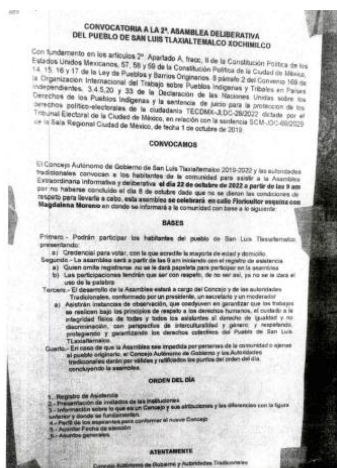 CONVOCATORIA A LA 2ª. ASAMBLEA DELIBERATIVA
DEL PUEBLO DE SAN LUIS TLAXIALTEMALCO XOCHIMILCO
Con fundamento en los artículos 2º. Apartado A, fracc, II de la Constitución Política de los
Estados Unidos Mexicanos, 57, 58 y 59 de la Constitución Política de la Ciudad de México,
14, 15, 16 y 17 de la Ley de Pueblos y Barrios Originarios. 8 párrafo 2 del Convenio 169 de
la Organización Internacional del Trabajo sobre Pueblos Indígenas y Tribales en Países
Independientes. 3,4,5,20 y 33 de la Declaración de las Naciones Unidas sobre los
Derechos de los Pueblos Indígenas y la sentencia de juicio para la protección de los
derechos político-electorales de la ciudadanía TECDMX-JLDC-28/2020 dictada por el
Tribunal Electoral de la Ciudad de México, en relación con la sentencia
de la Sala Regional Ciudad de México, de fecha 1 de octubre de 2019.
CONVOCAMOS
El Concejo Autónomo de Gobierno de San Luis Tlaxialtemalco 2019-2022 y las autoridades
tradicionales convocan a los habitantes de la comunidad para asistir a la Asamblea
Extraordinaria informativa y deliberativa el día 22 de octubre de 2022 a partir de las 9 am
por no haberse concluido el día 8 de octubre dado que no se dieron las condiciones de
respeto para llevarla a cabo, esta asamblea se celebrará en calle Floricultor esquina con
Magdalena Moreno en donde se informará a la comunidad con base a lo siguiente:
BASES
Primero.- Podrán participar los habitantes del pueblo de San Luis Tlaxialtemalco,
presentando:
a) Credencial para votar, con la que acredite la mayoría de edad y domicilio.
Segundo.- La asamblea será a partir de las 9 am iniciando con el registro de asistencia
a) Quien omita registrarse no se le dará papeleta para participar en la asamblea
b) Las participaciones tendrán que ser con respeto, de no ser así, ya no se le dará el
uso de la palabra
Tercero.- El desarrollo de la Asamblea estará a cargo del Concejo y de las autoridades
Tradicionales, conformado por un presidente, un secretario y un moderador
a) Asistirán instancias de observación, que coadyuven en garantizar que los trabajos
se realicen bajo los principios de respeto a los derechos humanos, el cuidado a la
integridad física de todas y todos los asistentes al derecho de igualdad y no
discriminación, con perspectiva de interculturalidad y género, y respetando,
protegiendo y garantizando los derechos colectivos del Pueblo de San Luis
TLaxialtemalco.
Cuarto.- En caso de que la Asamblea sea impedida por personas de la comunidad o ajenas
al pueblo originario, el Concejo Autónomo de Gobierno y las Autoridades
tradicionales darán por válidos y ratificados los puntos del orden del día,
concluyendo la asamblea.
ORDEN DEL DÍA
1.- Registro de Asistencia
2.- Presentación de invitados de las instituciones
3.- Información sobre lo que es un Concejo y sus atribuciones y las diferencias con la figura
anterior y donde se fundamentan.
4.- Perfil de los aspirantes para conformar el nuevo Concejo
5.- Acordar Fecha de elección
6.- Asuntos generales.
ATENTAMENTE
Concejo Autónomo de Gobierno y Autoridades Tradicionales